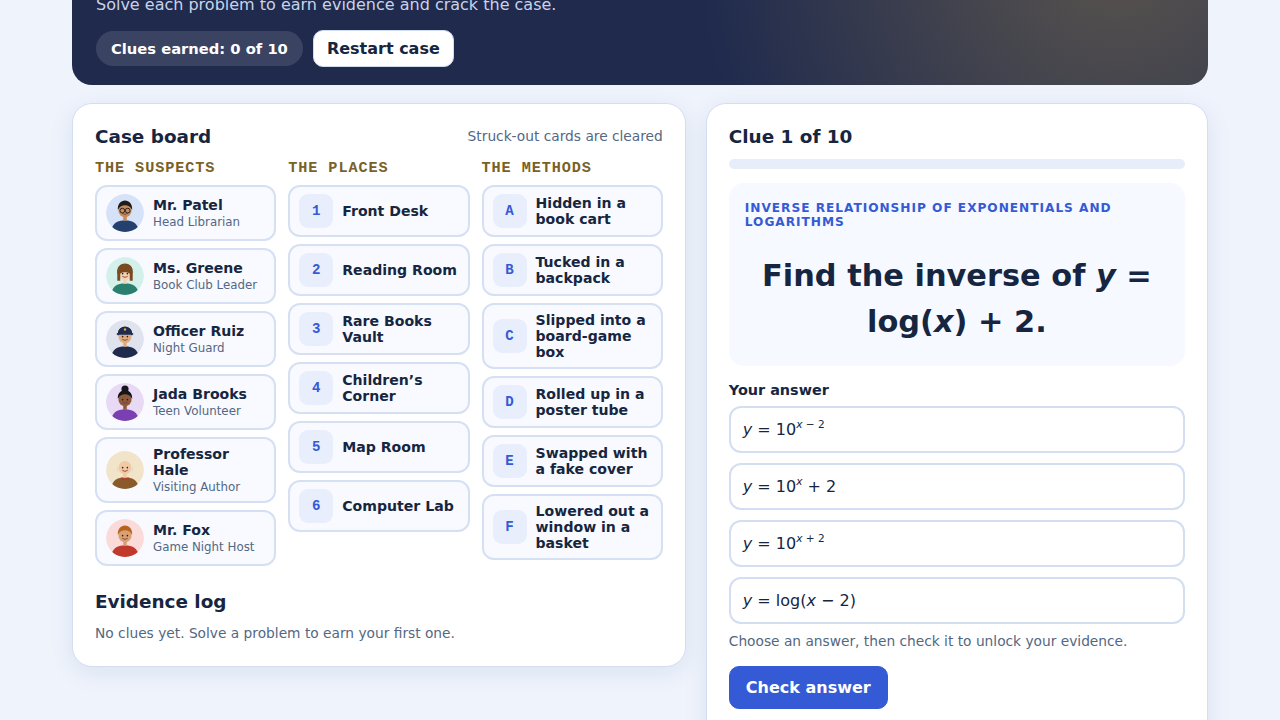 Solve each problem to earn evidence and crack the case.
Clues earned: 0 of 10
Restart case
Case board
Struck-out cards are cleared
THE SUSPECTS
Mr. Patel
Head Librarian
Ms. Greene
Book Club Leader
Officer Ruiz
Night Guard
Jada Brooks
Teen Volunteer
Professor
Hale
Visiting Author
Mr. Fox
Game Night Host
THE PLACES
1 Front Desk
2 Reading Room
3 Rare Books
Vault
4 Children’s
Corner
5 Map Room
6 Computer Lab
THE METHODS
A Hidden in a
book cart
B Tucked in a
backpack
C Slipped into a
board-game
box
D Rolled up in a
poster tube
E Swapped with
a fake cover
F Lowered out a
window in a
basket
Evidence log
No clues yet. Solve a problem to earn your first one.
Clue 1 of 10
INVERSE RELATIONSHIP OF EXPONENTIALS AND
LOGARITHMS
Find the inverse of y =
log(x) + 2.
Your answer
y = 10^(x − 2)
y = 10^x + 2
y = 10^(x + 2)
y = log(x − 2)
Choose an answer, then check it to unlock your evidence.
Check answer